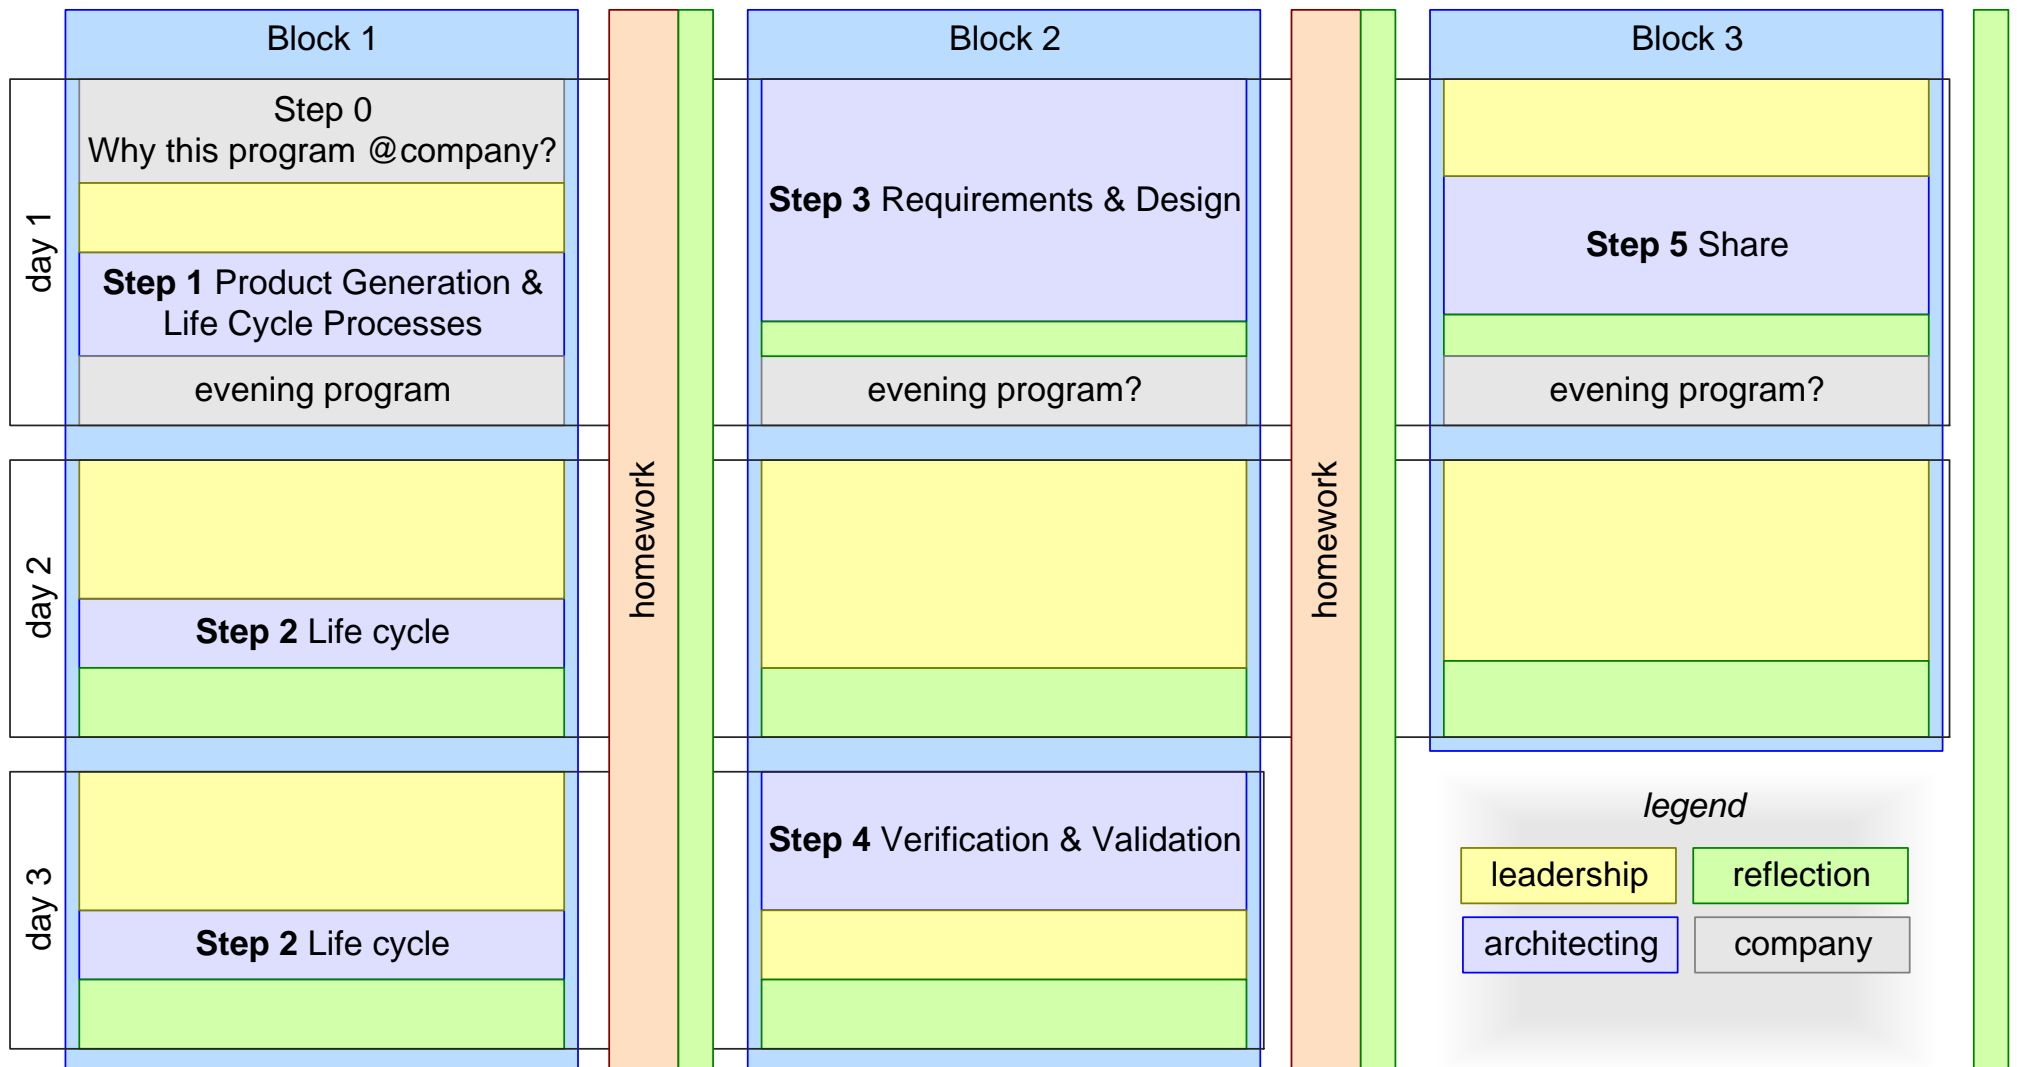 Block 1
Block 2
Block 3
day 1
Step 0
Why this program @company?
Step 1 Product Generation &
Life Cycle Processes
evening program
Step 3 Requirements & Design
evening program?
Step 5 Share
evening program?
homework
homework
day 2
Step 2 Life cycle
day 3
Step 2 Life cycle
Step 4 Verification & Validation
legend
leadership
reflection
architecting
company